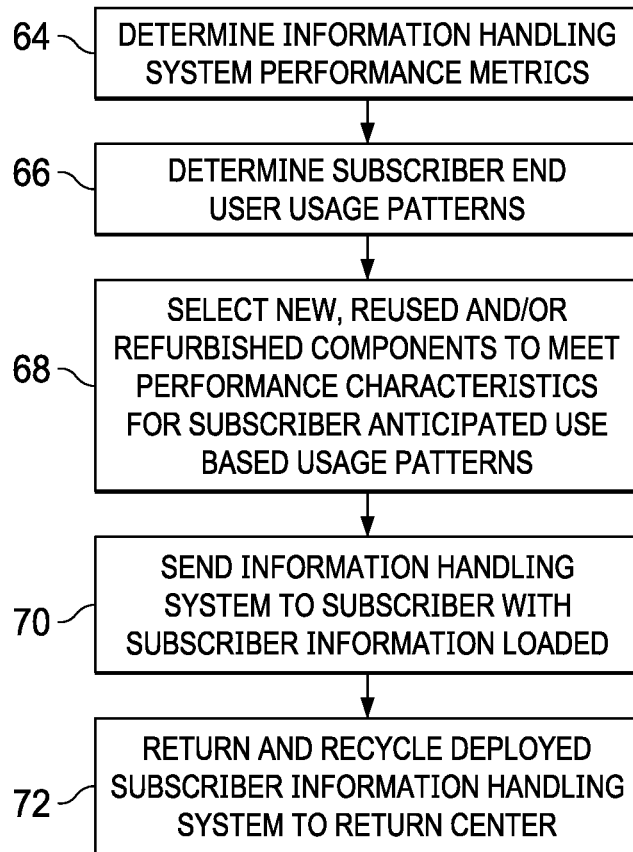 64
DETERMINE INFORMATION HANDLING
SYSTEM PERFORMANCE METRICS
66
DETERMINE SUBSCRIBER END
USER USAGE PATTERNS
68
SELECT NEW, REUSED AND/OR
REFURBISHED COMPONENTS TO MEET
PERFORMANCE CHARACTERISTICS
FOR SUBSCRIBER ANTICIPATED USE
BASED USAGE PATTERNS
70
SEND INFORMATION HANDLING
SYSTEM TO SUBSCRIBER WITH
SUBSCRIBER INFORMATION LOADED
72
RETURN AND RECYCLE DEPLOYED
SUBSCRIBER INFORMATION HANDLING
SYSTEM TO RETURN CENTER